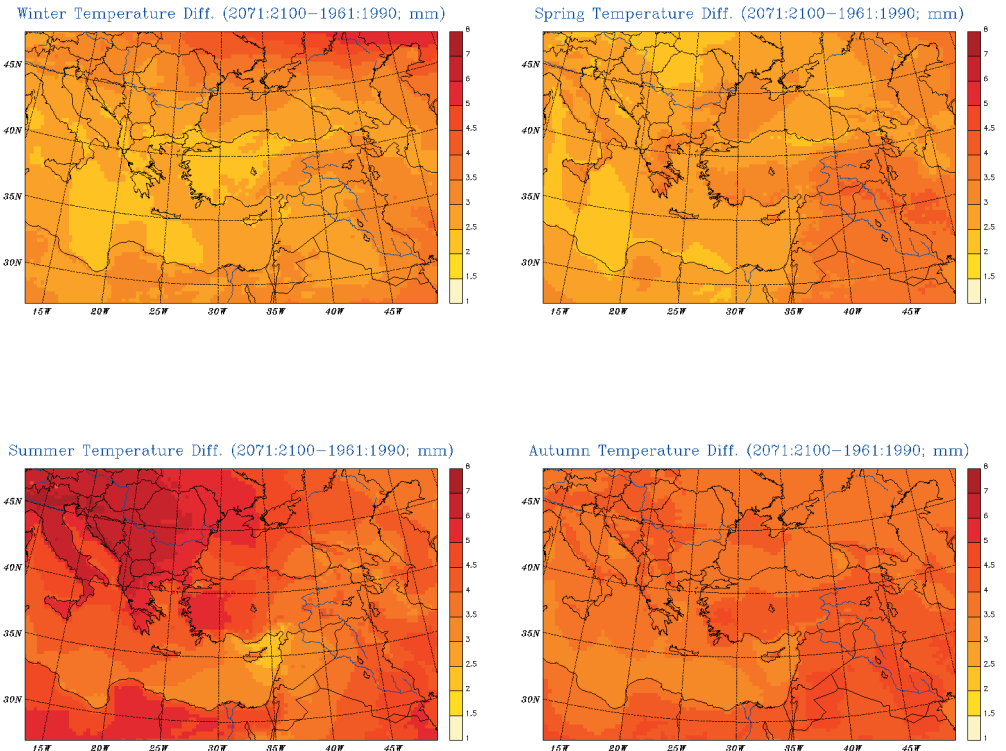 Winter Temperature Diff. (2071:2100−1961:1990; mm)
Spring Temperature Diff. (2071:2100−1961:1990; mm)
45N
40N
35N
30N
15W 20W 25W 30W 35W 40W 45W
8
7
6
5
4.5
4
3.5
3
2.5
2
1.5
1
45N
40N
35N
30N
15W 20W 25W 30W 35W 40W 45W
8
7
6
5
4.5
4
3.5
3
2.5
2
1.5
1
Summer Temperature Diff. (2071:2100−1961:1990; mm)
Autumn Temperature Diff. (2071:2100−1961:1990; mm)
45N
40N
35N
30N
15W 20W 25W 30W 35W 40W 45W
8
7
6
5
4.5
4
3.5
3
2.5
2
1.5
1
45N
40N
35N
30N
15W 20W 25W 30W 35W 40W 45W
8
7
6
5
4.5
4
3.5
3
2.5
2
1.5
1